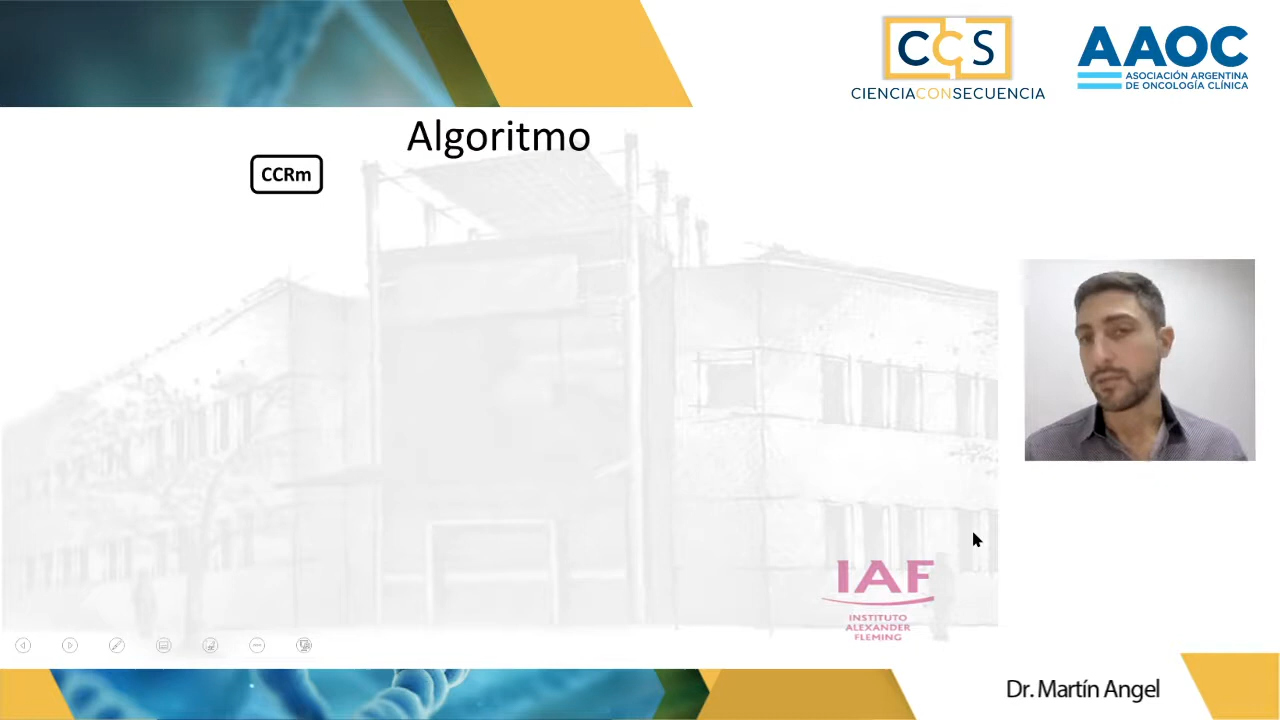 CCS
CIENCIACONSECUENCIA
AAOC
ASOCIACIÓN ARGENTINA
DE ONCOLOGÍA CLÍNICA
Algoritmo
CCRm
IAF
INSTITUTO
ALEXANDER
FLEMING
Dr. Martín Angel